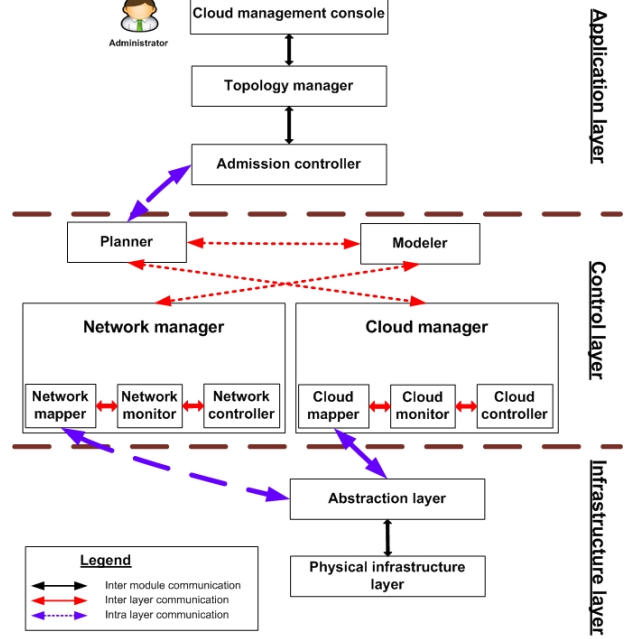 Cloud management console
Administrator
Topology manager
Admission controller
Application layer
Planner
Modeler
Network manager
Cloud manager
Network
mapper
Network
monitor
Network
controller
Cloud
mapper
Cloud
monitor
Cloud
controller
Control layer
Abstraction layer
Physical infrastructure
layer
Infrastructure layer
Legend
Inter module communication
Inter layer communication
Intra layer communication